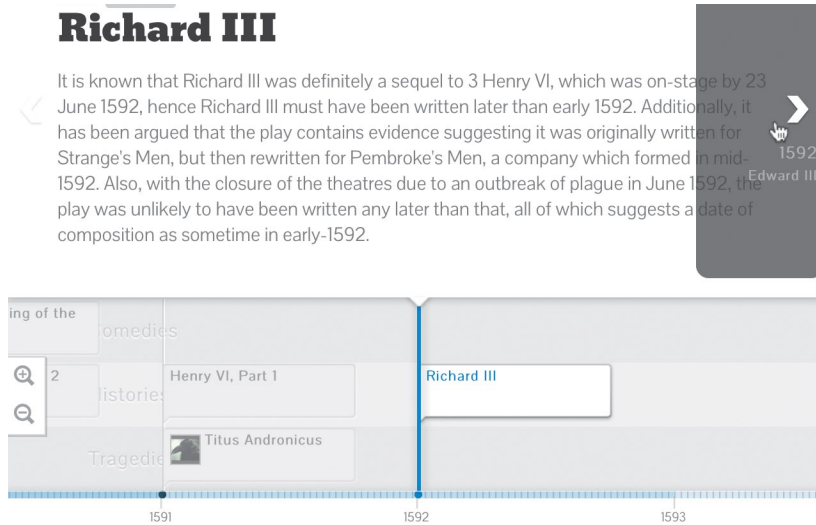 Richard III
It is known that Richard III was definitely a sequel to 3 Henry VI, which was on-stage by 23
June 1592, hence Richard III must have been written later than early 1592. Additionally, it
has been argued that the play contains evidence suggesting it was originally written for
Strange's Men, but then rewritten for Pembroke's Men, a company which formed in mid-
1592. Also, with the closure of the theatres due to an outbreak of plague in June 1592, the
play was unlikely to have been written any later than that, all of which suggests a date of
composition as sometime in early-1592.
1592
Edward III
ing of the
omedies
2
Histories
Henry VI, Part 1
Richard III
Tragedie
Titus Andronicus
1591
1592
1593